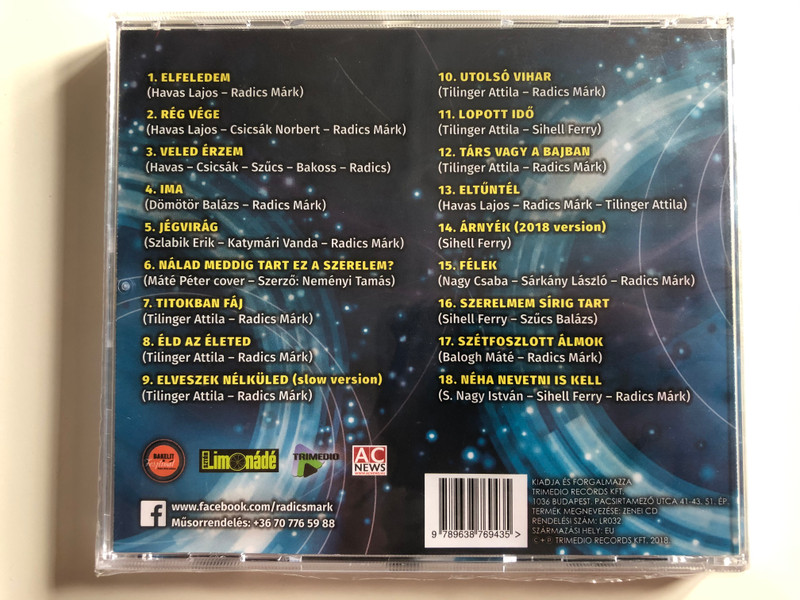 1. ELFELEDEM
(Havas Lajos – Radics Márk)
2. RÉG VÉGE
(Havas Lajos – Csicsák Norbert – Radics Márk)
3. VELED ÉRZEM
(Havas – Csicsák – Szűcs – Bakoss – Radics)
4. IMA
(Dömötör Balázs – Radics Márk)
5. JÉGVIRÁG
(Szlabik Erik – Katymári Vanda – Radics Márk)
6. NÁLAD MEDDIG TART EZ A SZERELEM?
(Máté Péter cover – Szerző: Neményi Tamás)
7. TITOKBAN FÁJ
(Tilinger Attila – Radics Márk)
8. ÉLD AZ ÉLETED
(Tilinger Attila – Radics Márk)
9. ELVESZEK NÉLKÜLED (slow version)
(Tilinger Attila – Radics Márk)
10. UTOLSÓ VIHAR
(Tilinger Attila – Radics Márk)
11. LOPOTT IDŐ
(Tilinger Attila – Sihell Ferry)
12. TÁRS VAGY A BAJBAN
(Tilinger Attila – Radics Márk)
13. ELTŰNTÉL
(Havas Lajos – Radics Márk – Tilinger Attila)
14. ÁRNYÉK (2018 version)
(Sihell Ferry)
15. FÉLEK
(Nagy Csaba – Sárkány László – Radics Márk)
16. SZERELMEM SÍRIG TART
(Sihell Ferry – Szűcs Balázs)
17. SZÉTFOSZLOTT ÁLMOK
(Balogh Máté – Radics Márk)
18. NÉHA NEVETNI IS KELL
(S. Nagy István – Sihell Ferry – Radics Márk)
BAKELIT
Limonádé
TRIMEDIO
AC
NEWS
www.facebook.com/radicsmark
Műsorrendelés: +36 70 776 59 88
9 789638 769435 >
KIADJA ÉS FORGALMAZZA
TRIMEDIO RECORDS KFT.
1036 BUDAPEST, PACSIRTAMEZŐ UTCA 41-43. 51. ÉP.
TERMÉK MEGNEVEZÉSE: ZENEI CD
RENDELÉSI SZÁM: LR032
SZÁRMAZÁSI HELY: EU
©+℗ TRIMEDIO RECORDS KFT. 2018.